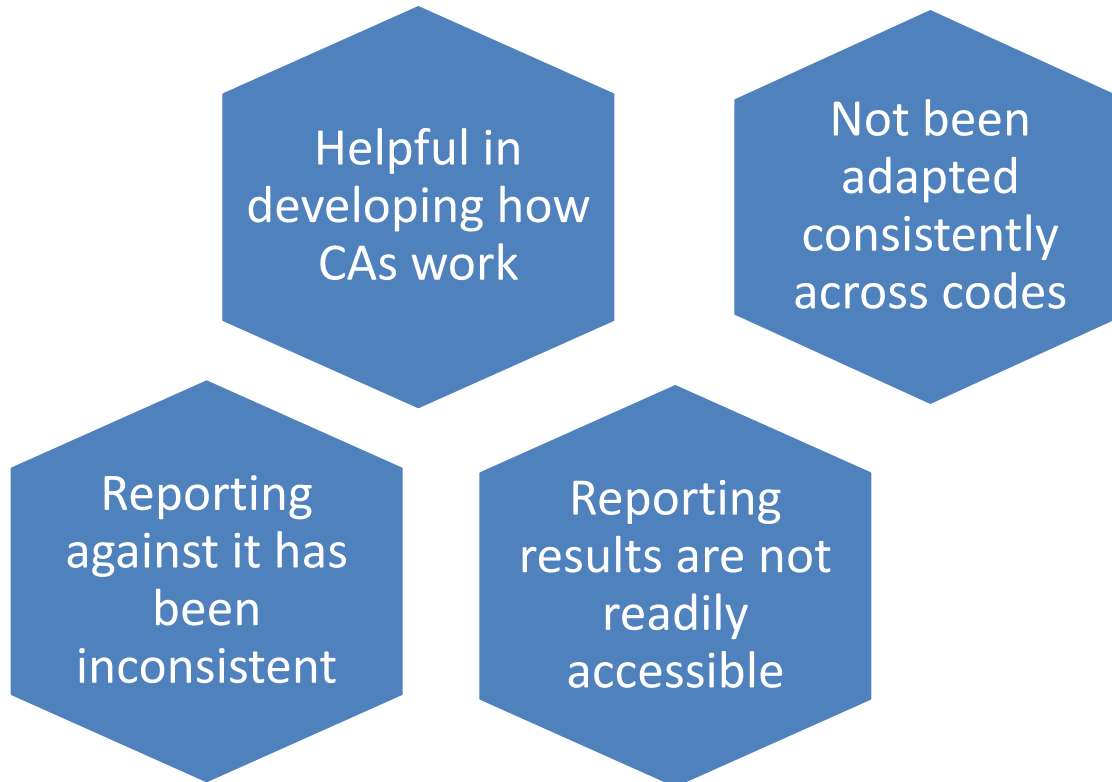 Helpful in
developing how
CAs work
Not been
adapted
consistently
across codes
Reporting
against it has
been
inconsistent
Reporting
results are not
readily
accessible